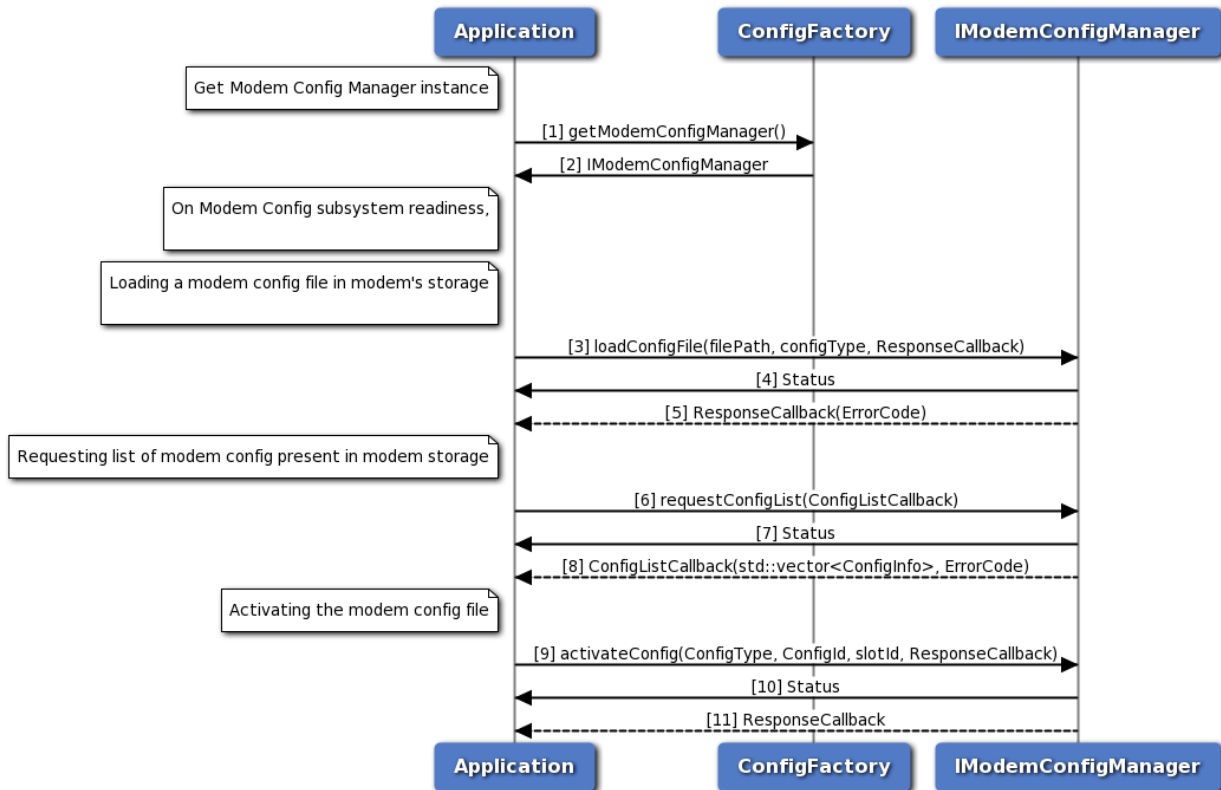 Application
ConfigFactory
IModemConfigManager
Get Modem Config Manager instance
[1] getModemConfigManager()
[2] IModemConfigManager
On Modem Config subsystem readiness,
Loading a modem config file in modem's storage
[3] loadConfigFile(filePath, configType, ResponseCallback)
[4] Status
[5] ResponseCallback(ErrorCode)
Requesting list of modem config present in modem storage
[6] requestConfigList(ConfigListCallback)
[7] Status
[8] ConfigListCallback(std::vector<ConfigInfo>, ErrorCode)
Activating the modem config file
[9] activateConfig(ConfigType, ConfigId, slotId, ResponseCallback)
[10] Status
[11] ResponseCallback
Application
ConfigFactory
IModemConfigManager